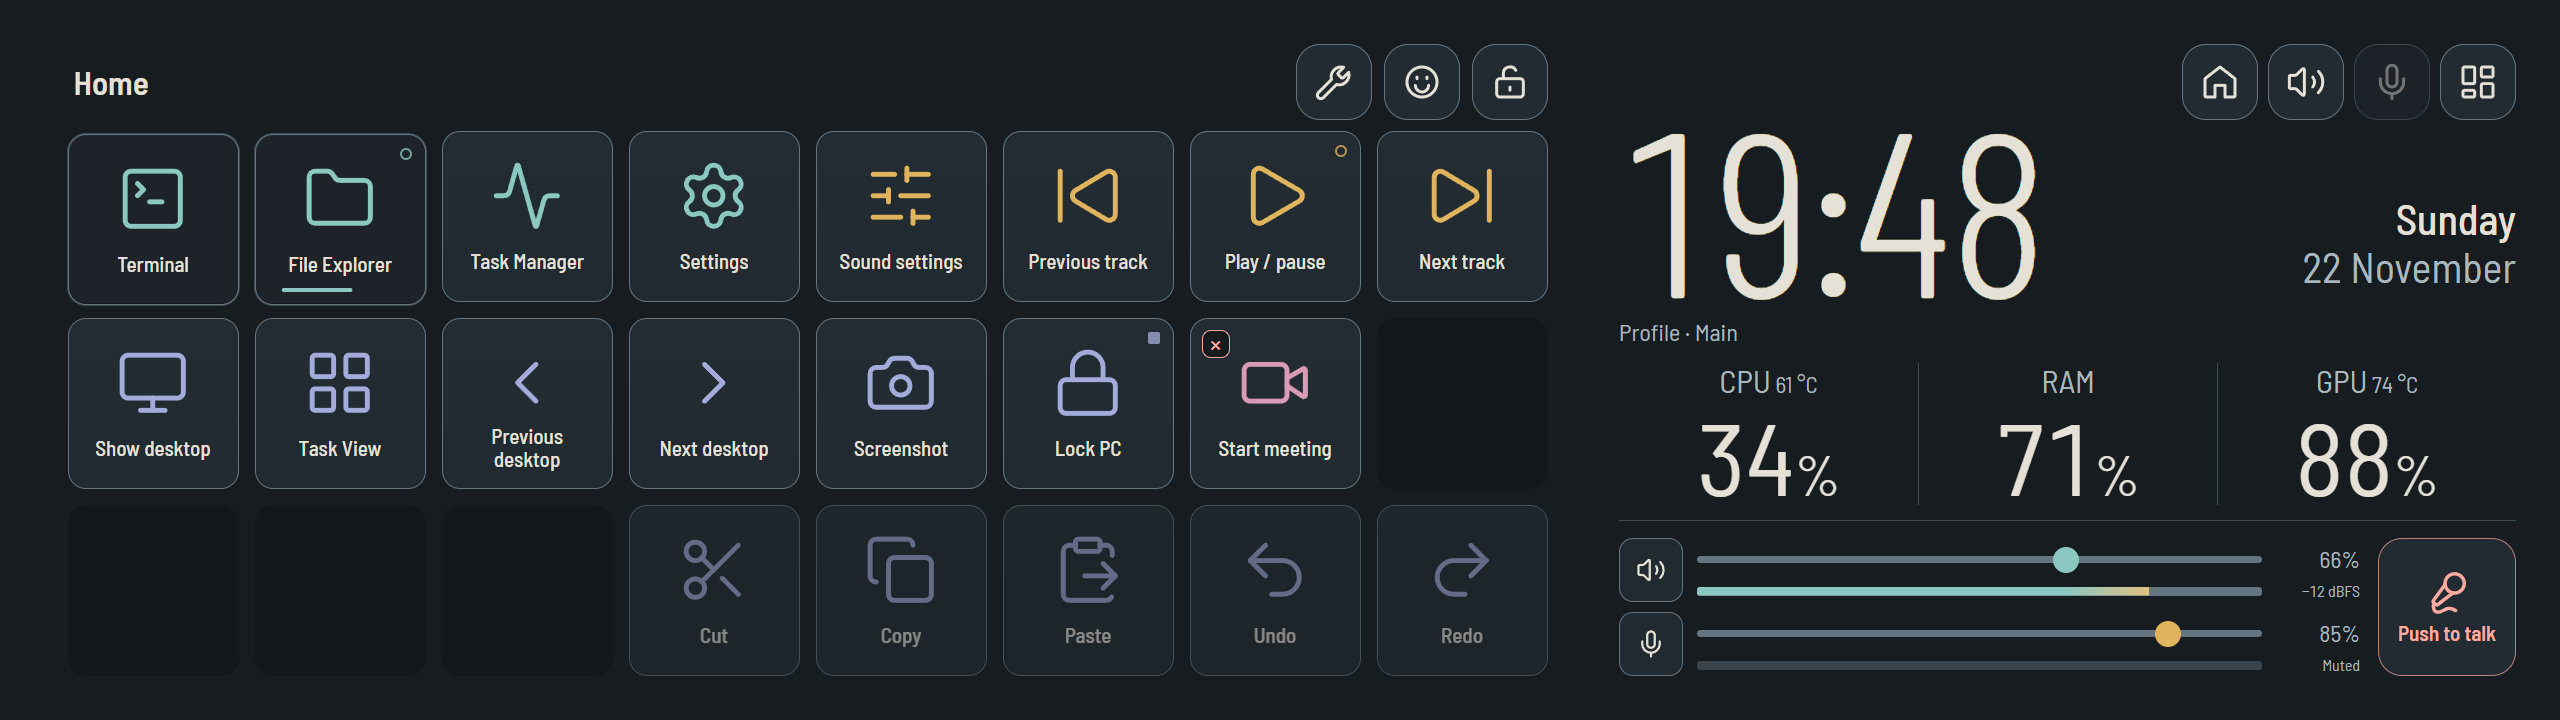 Home
Terminal
File Explorer
Task Manager
Settings
Sound settings
Previous track
Play / pause
Next track
Show desktop
Task View
Previous
desktop
Next desktop
Screenshot
Lock PC
Start meeting
Cut
Copy
Paste
Undo
Redo
19:48
Sunday
22 November
Profile · Main
CPU 61 °C
34%
RAM
71%
GPU 74 °C
88%
66%
−12 dBFS
85%
Muted
Push to talk